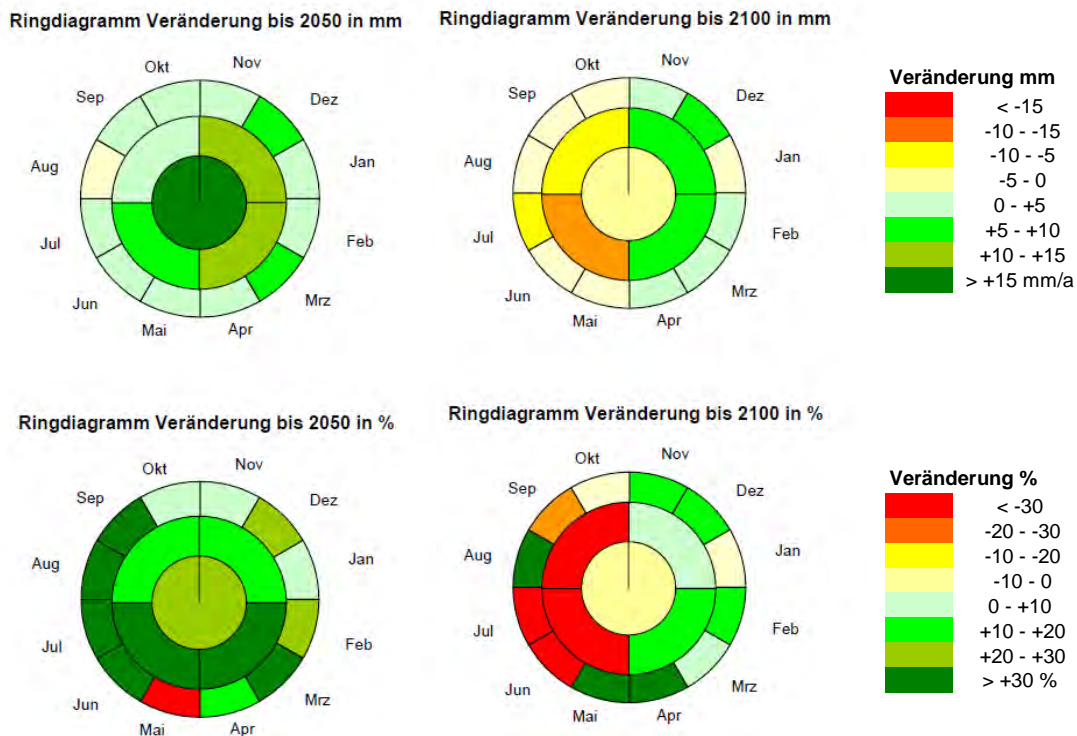 Ringdiagramm Veränderung bis 2050 in mm
Okt
Nov
Dez
Jan
Feb
Mrz
Apr
Mai
Jun
Jul
Aug
Sep
Ringdiagramm Veränderung bis 2100 in mm
Okt
Nov
Dez
Jan
Feb
Mrz
Apr
Mai
Jun
Jul
Aug
Sep
Veränderung mm
< -15
-10 - -15
-10 - -5
-5 - 0
0 - +5
+5 - +10
+10 - +15
> +15 mm/a
Ringdiagramm Veränderung bis 2050 in %
Okt
Nov
Dez
Jan
Feb
Mrz
Apr
Mai
Jun
Jul
Aug
Sep
Ringdiagramm Veränderung bis 2100 in %
Okt
Nov
Dez
Jan
Feb
Mrz
Apr
Mai
Jun
Jul
Aug
Sep
Veränderung %
< -30
-20 - -30
-10 - -20
-10 - 0
0 - +10
+10 - +20
+20 - +30
> +30 %